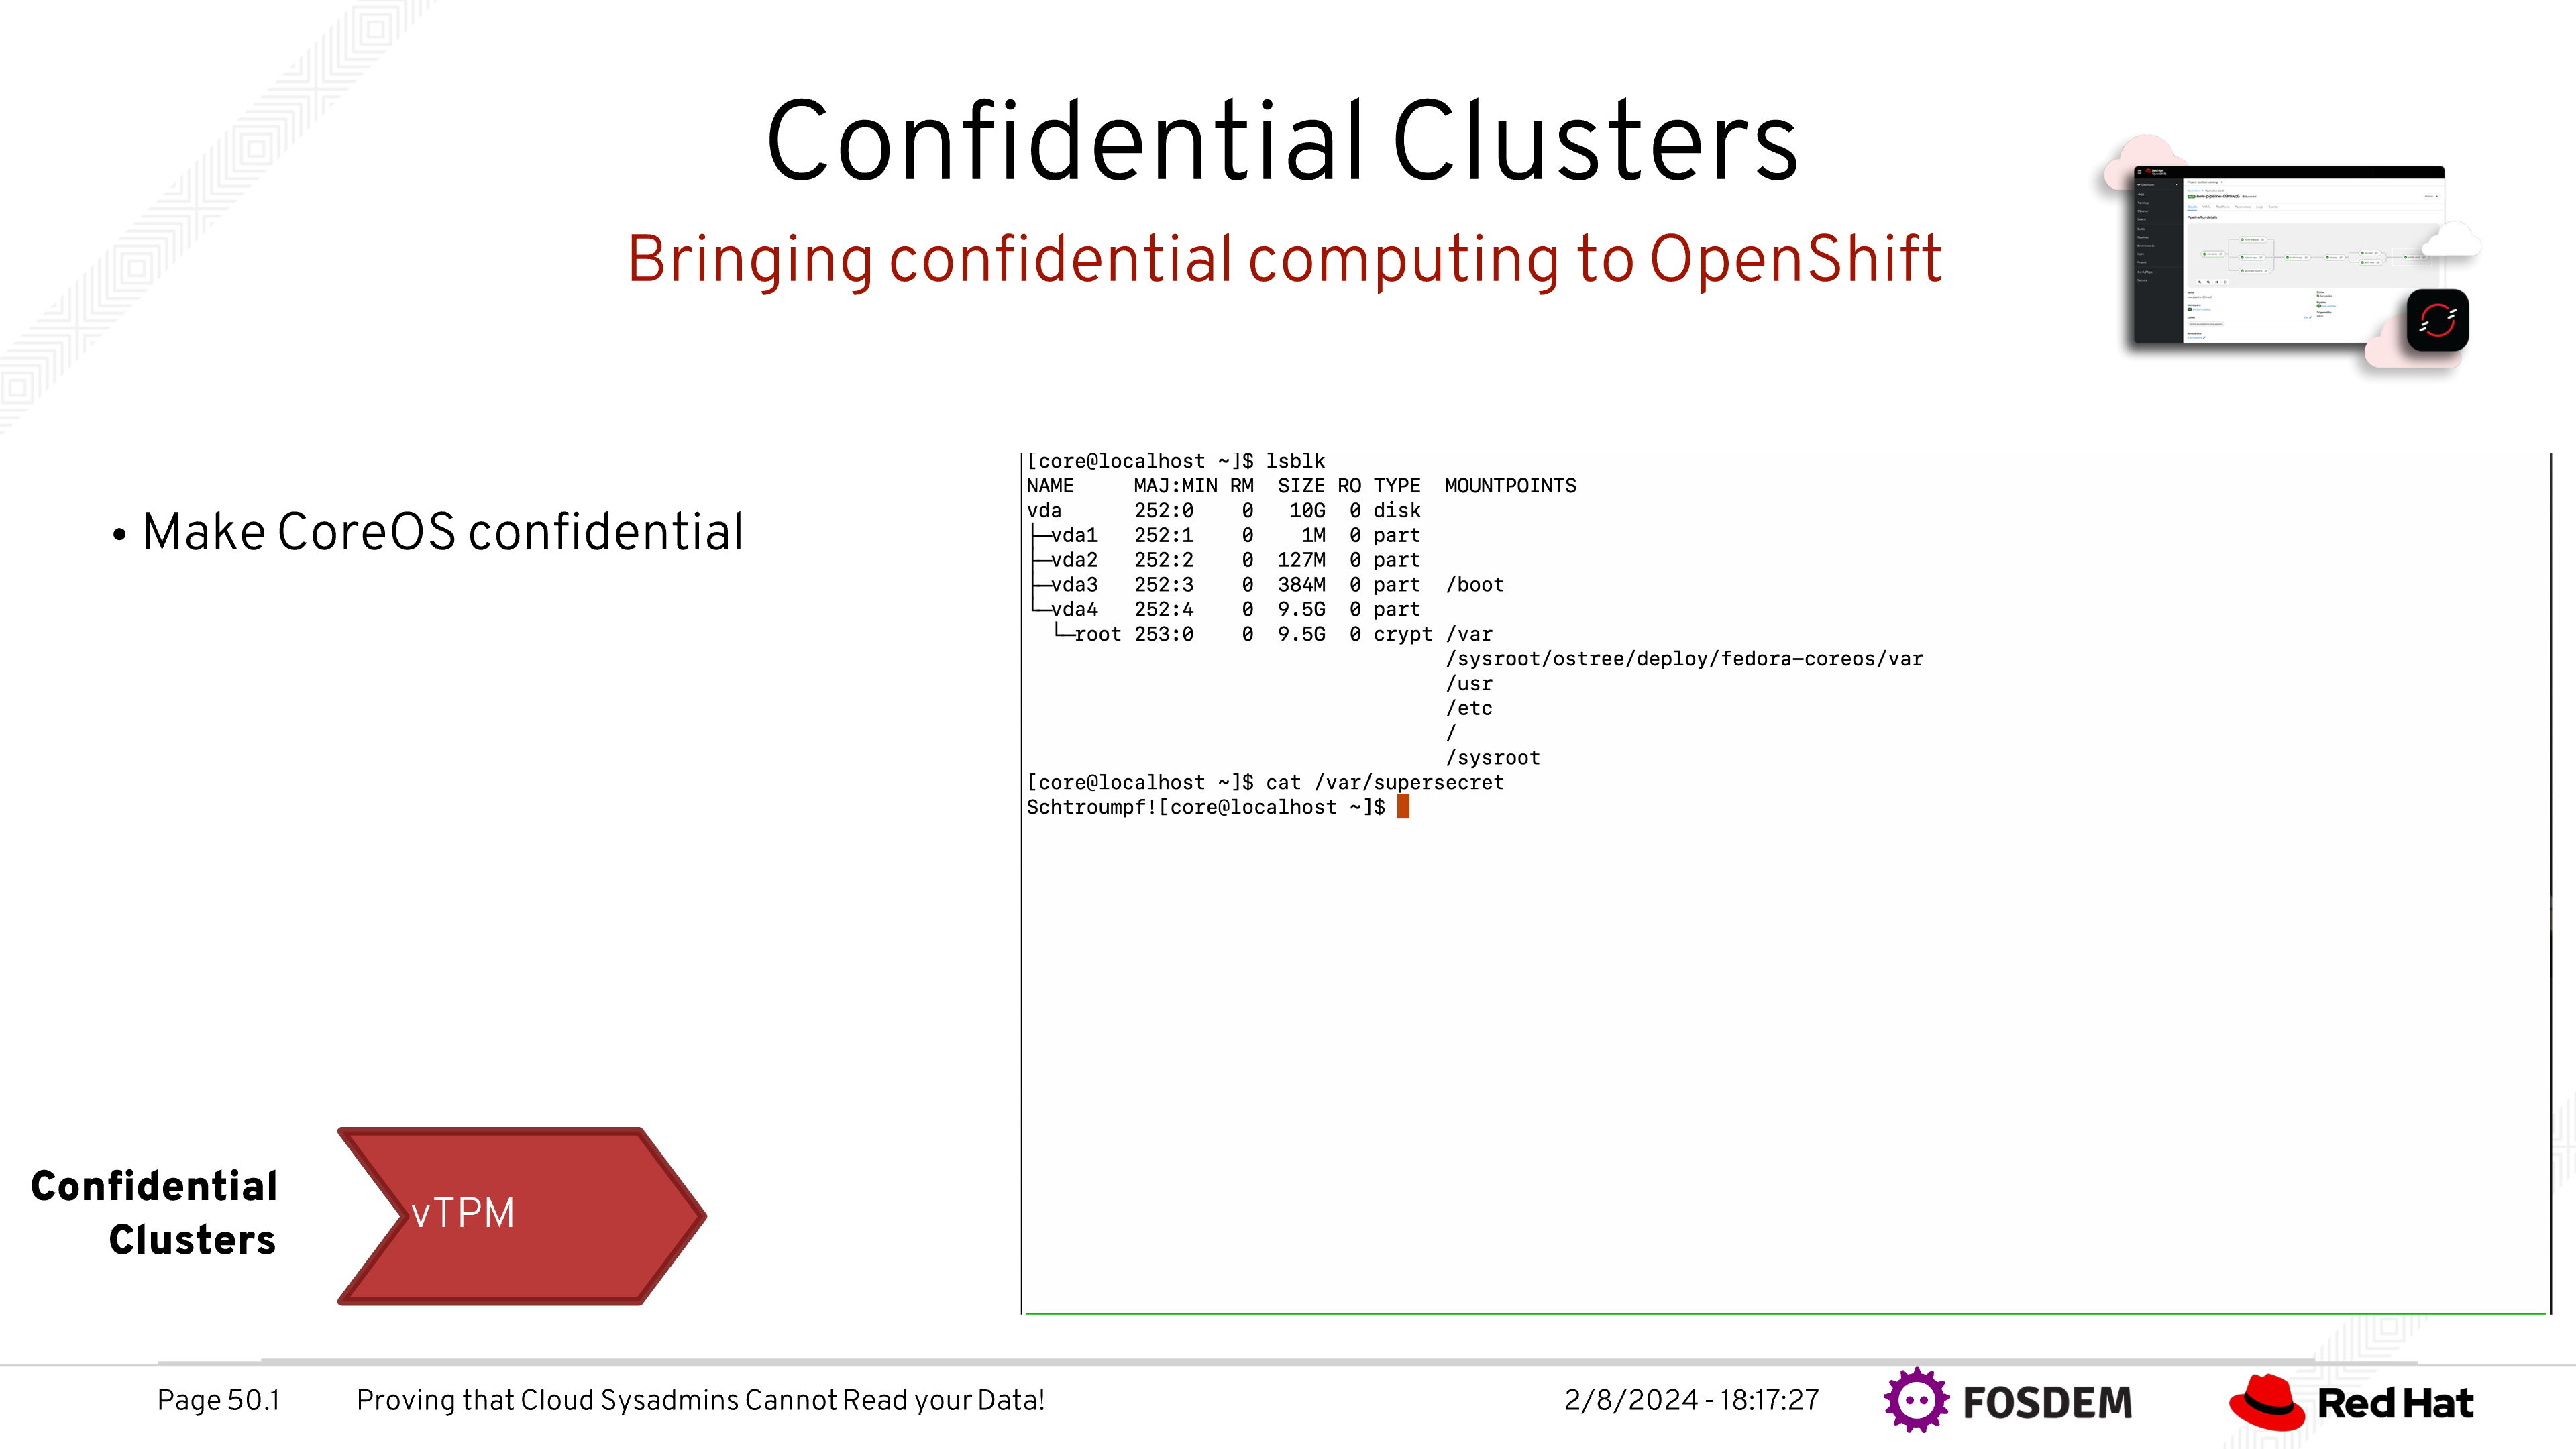 Confidential Clusters
Bringing confidential computing to OpenShift
• Make CoreOS confidential
[core@localhost ~]$ lsblk
NAME MAJ:MIN RM SIZE RO TYPE MOUNTPOINTS
vda 252:0 0 10G 0 disk
├─vda1 252:1 0 1M 0 part
├─vda2 252:2 0 127M 0 part
├─vda3 252:3 0 384M 0 part /boot
└─vda4 252:4 0 9.5G 0 part
└─root 253:0 0 9.5G 0 crypt /var
/sysroot/ostree/deploy/fedora-coreos/var
/usr
/etc
/
/sysroot
[core@localhost ~]$ cat /var/supersecret
Schtroumpf![core@localhost ~]$
Confidential
Clusters
vTPM
Page 50.1
Proving that Cloud Sysadmins Cannot Read your Data!
2/8/2024 - 18:17:27
FOSDEM
Red Hat